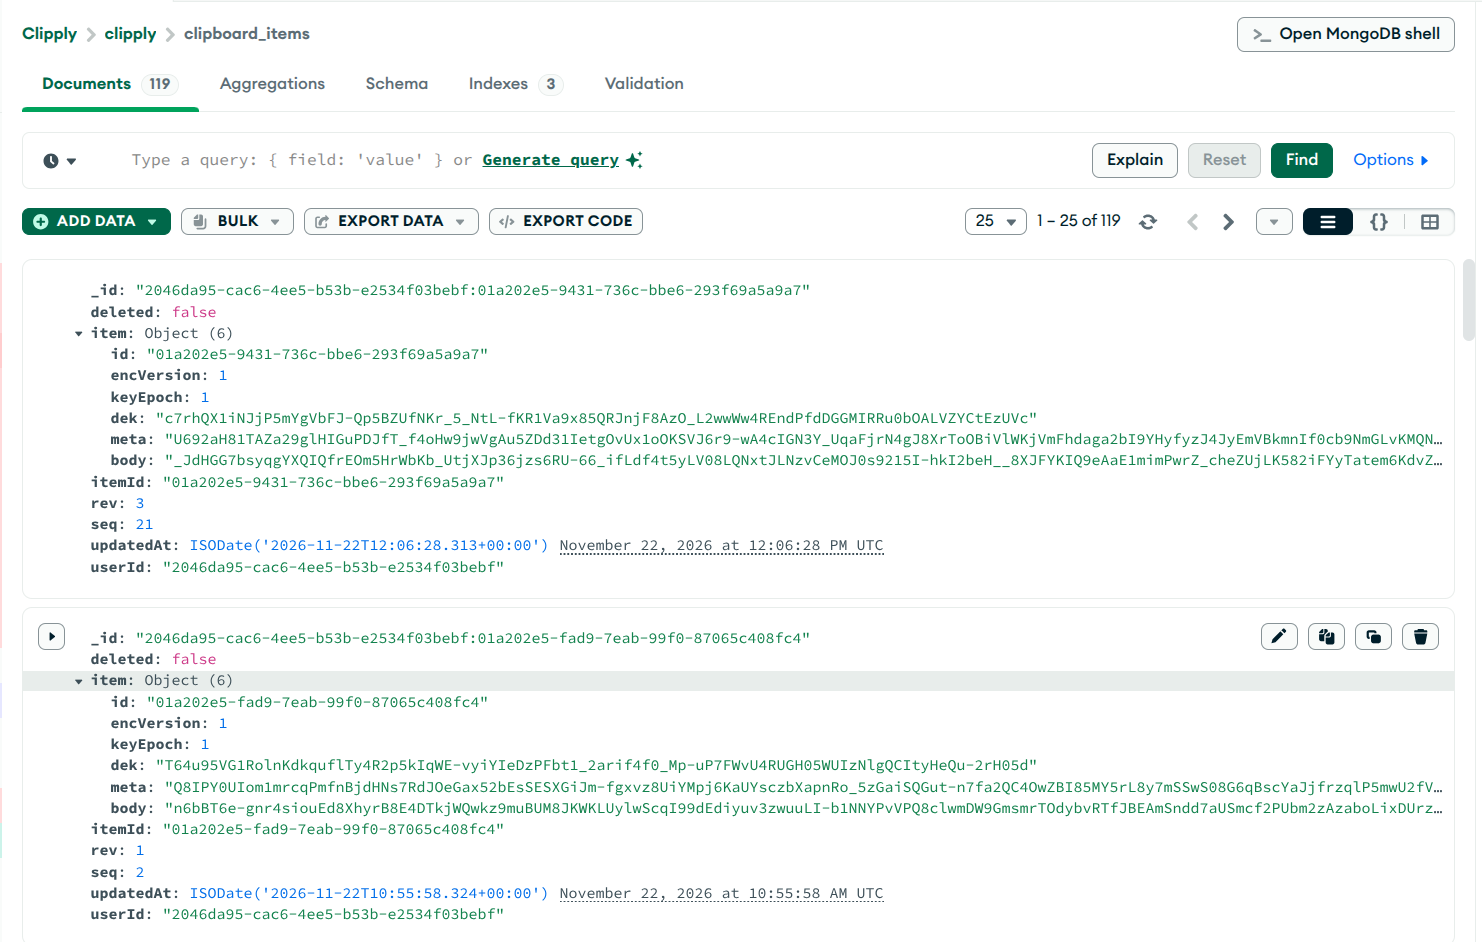 Clipply > clipply > clipboard_items
>_ Open MongoDB shell
Documents 119 Aggregations Schema Indexes 3 Validation
Type a query: { field: 'value' } or Generate query
Explain Reset Find Options
ADD DATA BULK EXPORT DATA </> EXPORT CODE
25 1 – 25 of 119 {}
_id: "2046da95-cac6-4ee5-b53b-e2534f03bebf:01a202e5-9431-736c-bbe6-293f69a5a9a7"
deleted: false
item: Object (6)
id: "01a202e5-9431-736c-bbe6-293f69a5a9a7"
encVersion: 1
keyEpoch: 1
dek: "c7rhQX1iNJjP5mYgVbFJ-Qp5BZUfNKr_5_NtL-fKR1Va9x85QRJnjF8AzO_L2wwWw4REndPfdDGGMIRRu0bOALVZYCtEzUVc"
meta: "U692aH81TAZa29glHIGuPDJfT_f4oHw9jwVgAu5ZDd31IetgOvUx1oOKSVJ6r9-wA4cIGN3Y_UqaFjrN4gJ8XrToOBiVlWKjVmFhdaga2bI9YHyfyzJ4JyEmVBkmnIf0cb9NmGLvKMQN…
body: "_JdHGG7bsyqgYXQIQfrEOm5HrWbKb_UtjXJp36jzs6RU-66_ifLdf4t5yLV08LQNxtJLNzvCeMOJ0s9215I-hkI2beH__8XJFYKIQ9eAaE1mimPwrZ_cheZUjLK582iFYyTatem6KdvZ…
itemId: "01a202e5-9431-736c-bbe6-293f69a5a9a7"
rev: 3
seq: 21
updatedAt: ISODate('2026-11-22T12:06:28.313+00:00') November 22, 2026 at 12:06:28 PM UTC
userId: "2046da95-cac6-4ee5-b53b-e2534f03bebf"
_id: "2046da95-cac6-4ee5-b53b-e2534f03bebf:01a202e5-fad9-7eab-99f0-87065c408fc4"
deleted: false
item: Object (6)
id: "01a202e5-fad9-7eab-99f0-87065c408fc4"
encVersion: 1
keyEpoch: 1
dek: "T64u95VG1RolnKdkquflTy4R2p5kIqWE-vyiYIeDzPFbt1_2arif4f0_Mp-uP7FWvU4RUGH05WUIzNlgQCItyHeQu-2rH05d"
meta: "Q8IPY0UIom1mrcqPmfnBjdHNs7RdJOeGax52bEsSESXGiJm-fgxvz8UiYMpj6KaUYsczbXapnRo_5zGaiSQGut-n7fa2QC4OwZBI85MY5rL8y7mSSwS08G6qBscYaJjfrzqlP5mwU2fV…
body: "n6bBT6e-gnr4siouEd8XhyrB8E4DTkjWQwkz9muBUM8JKWKLUylwScqI99dEdiyuv3zwuuLI-b1NNYPvVPQ8clwmDW9GmsmrTOdybvRTfJBEAmSndd7aUSmcf2PUbm2zAzaboLixDUrz…
itemId: "01a202e5-fad9-7eab-99f0-87065c408fc4"
rev: 1
seq: 2
updatedAt: ISODate('2026-11-22T10:55:58.324+00:00') November 22, 2026 at 10:55:58 AM UTC
userId: "2046da95-cac6-4ee5-b53b-e2534f03bebf"